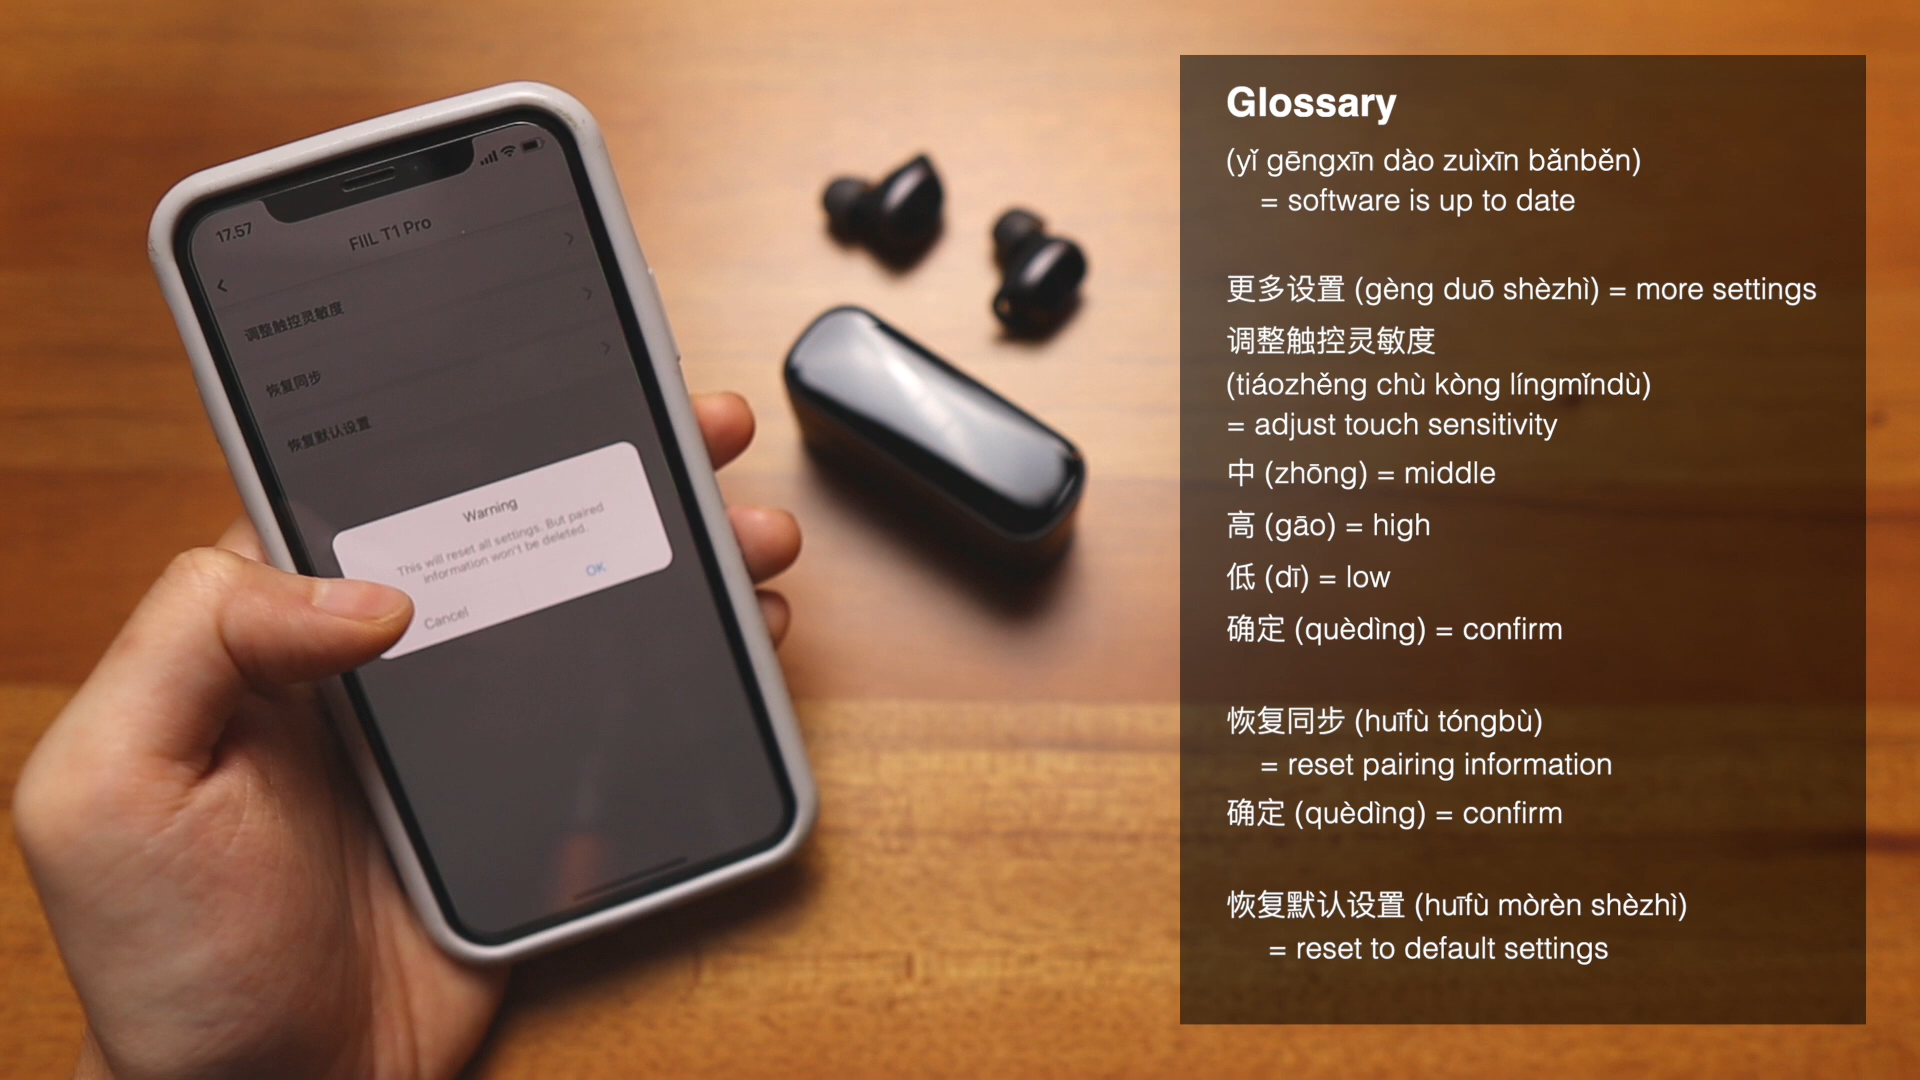 17.57
FIIL T1 Pro
调整触控灵敏度
恢复同步
恢复默认设置
Warning
This will reset all settings. But paired
information won't be deleted.
OK
Cancel
Glossary
(yǐ gēngxīn dào zuìxīn bǎnběn)
= software is up to date
更多设置 (gèng duō shèzhì) = more settings
调整触控灵敏度
(tiáozhěng chù kòng língmǐndù)
= adjust touch sensitivity
中 (zhōng) = middle
高 (gāo) = high
低 (dī) = low
确定 (quèdìng) = confirm
恢复同步 (huīfù tóngbù)
= reset pairing information
确定 (quèdìng) = confirm
恢复默认设置 (huīfù mòrèn shèzhì)
= reset to default settings